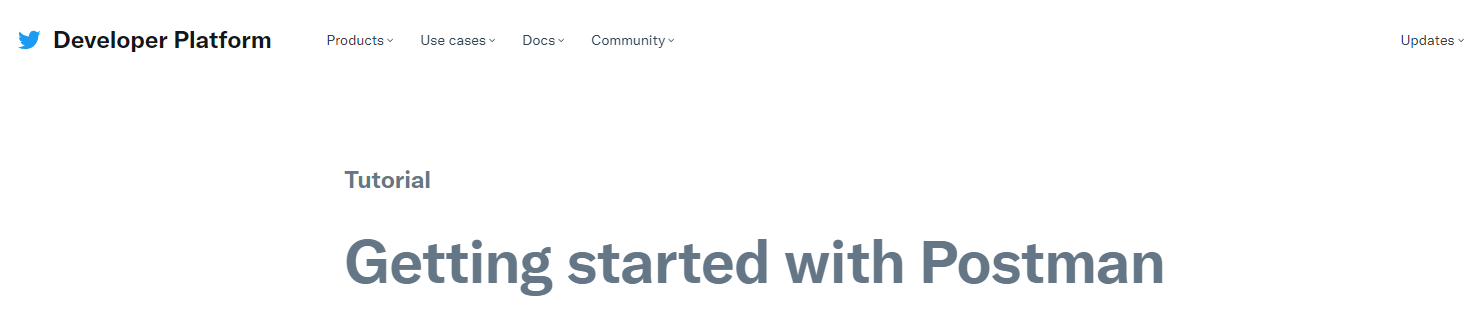 Developer Platform Products Use cases Docs Community Updates
Tutorial
Getting started with Postman